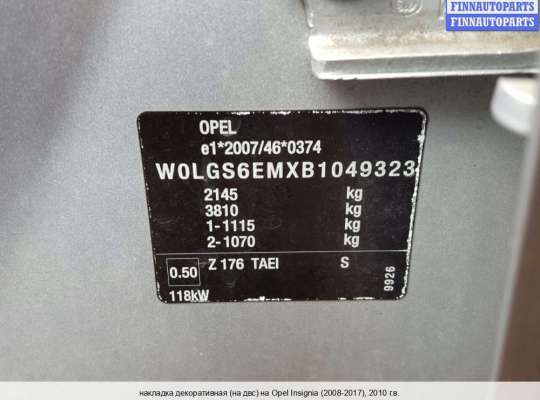 FINNAUTOPARTS
FINNAUTOPARTS
FINNAUTOPARTS
OPEL
e1*2007/46*0374
W0LGS6EMXB1049323
2145 kg
3810 kg
1-1115 kg
2-1070 kg
0.50 Z 176 TAEI S
118kW
9926
накладка декоративная (на двс) на Opel Insignia (2008-2017), 2010 г.в.